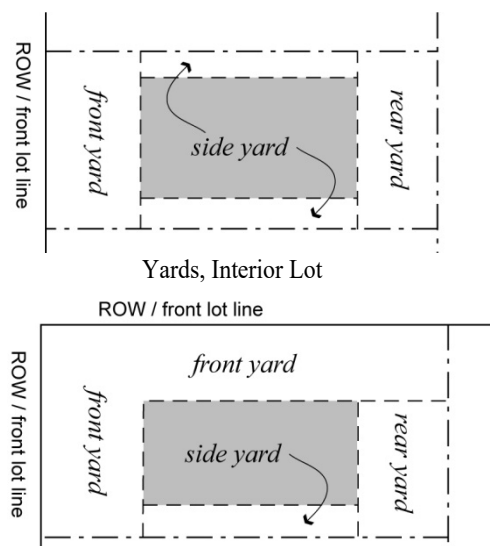 ROW / front lot line
front yard
side yard
rear yard
Yards, Interior Lot
ROW / front lot line
ROW / front lot line
front yard
front yard
side yard
rear yard